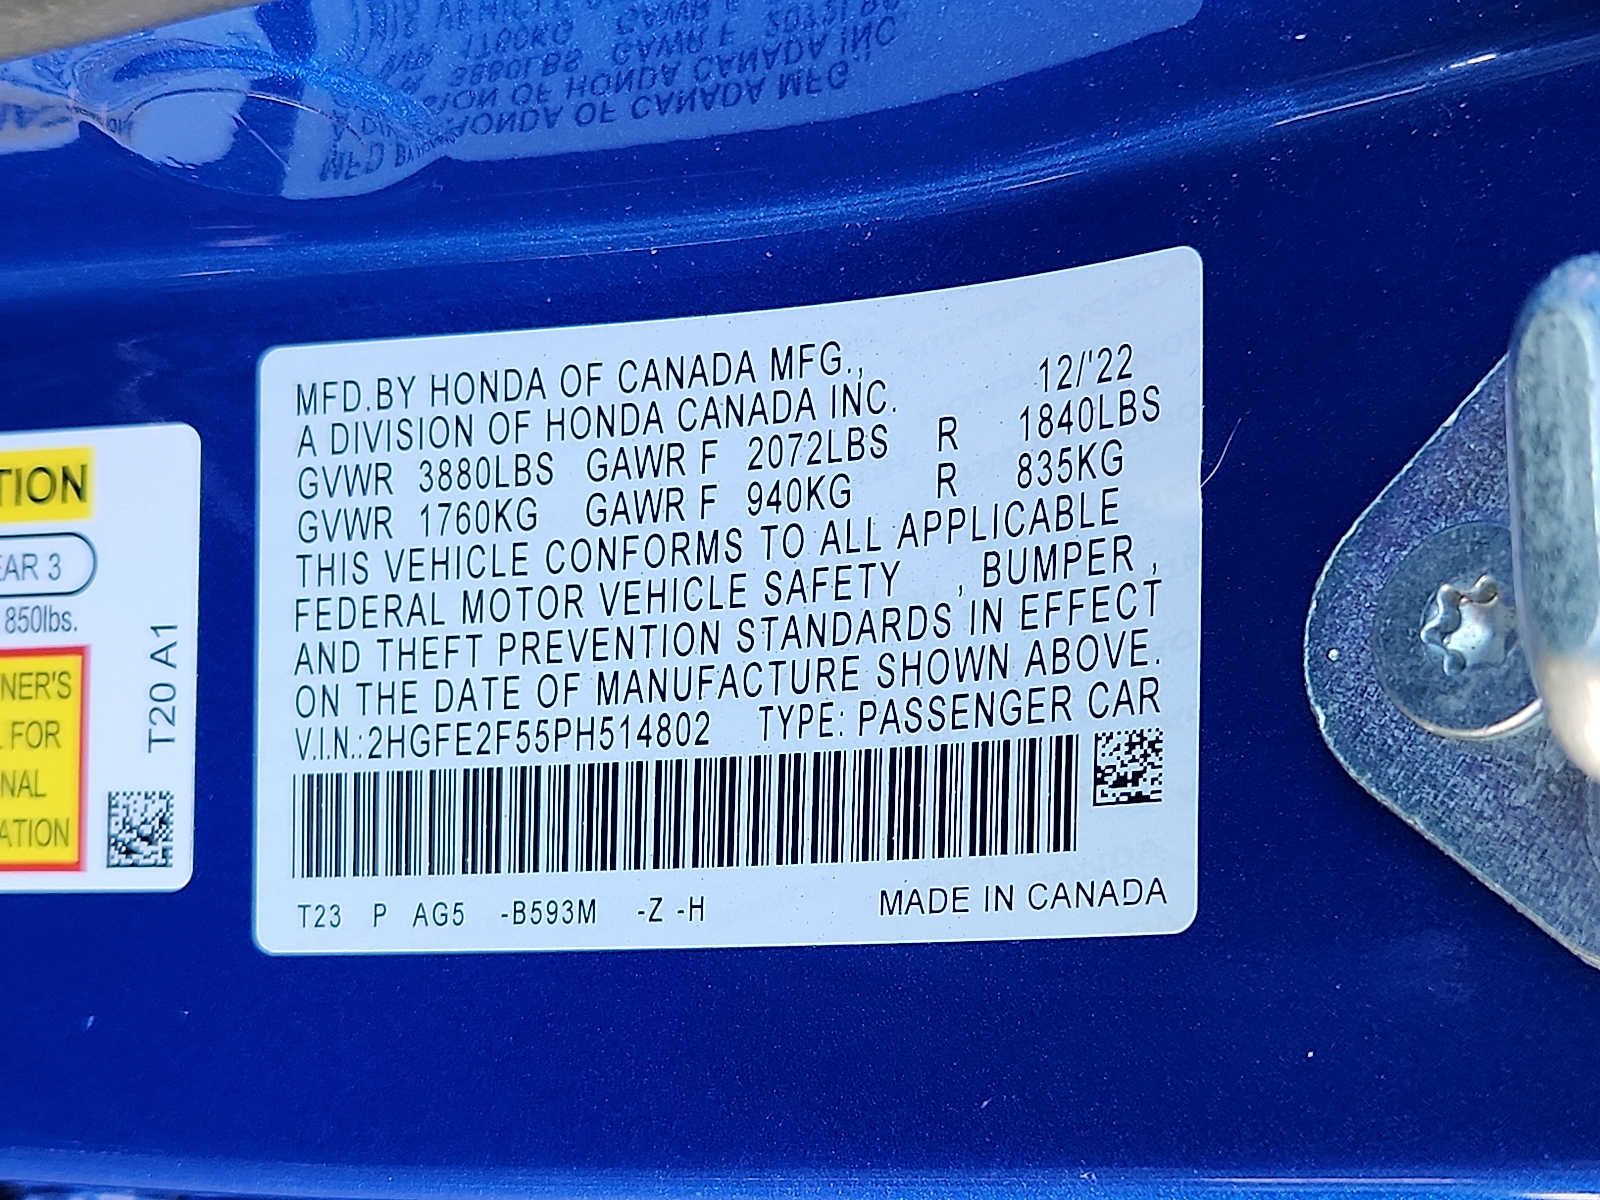 MFD.BY HONDA OF CANADA MFG., 12/'22
A DIVISION OF HONDA CANADA INC.
GVWR 3880LBS GAWR F 2072LBS R 1840LBS
GVWR 1760KG GAWR F 940KG R 835KG
THIS VEHICLE CONFORMS TO ALL APPLICABLE
FEDERAL MOTOR VEHICLE SAFETY , BUMPER ,
AND THEFT PREVENTION STANDARDS IN EFFECT
ON THE DATE OF MANUFACTURE SHOWN ABOVE.
V.I.N.:2HGFE2F55PH514802 TYPE: PASSENGER CAR
T23 P AG5 -B593M -Z -H MADE IN CANADA
TION
EAR 3
850lbs.
NER'S
FOR
NAL
ATION
T20 A1